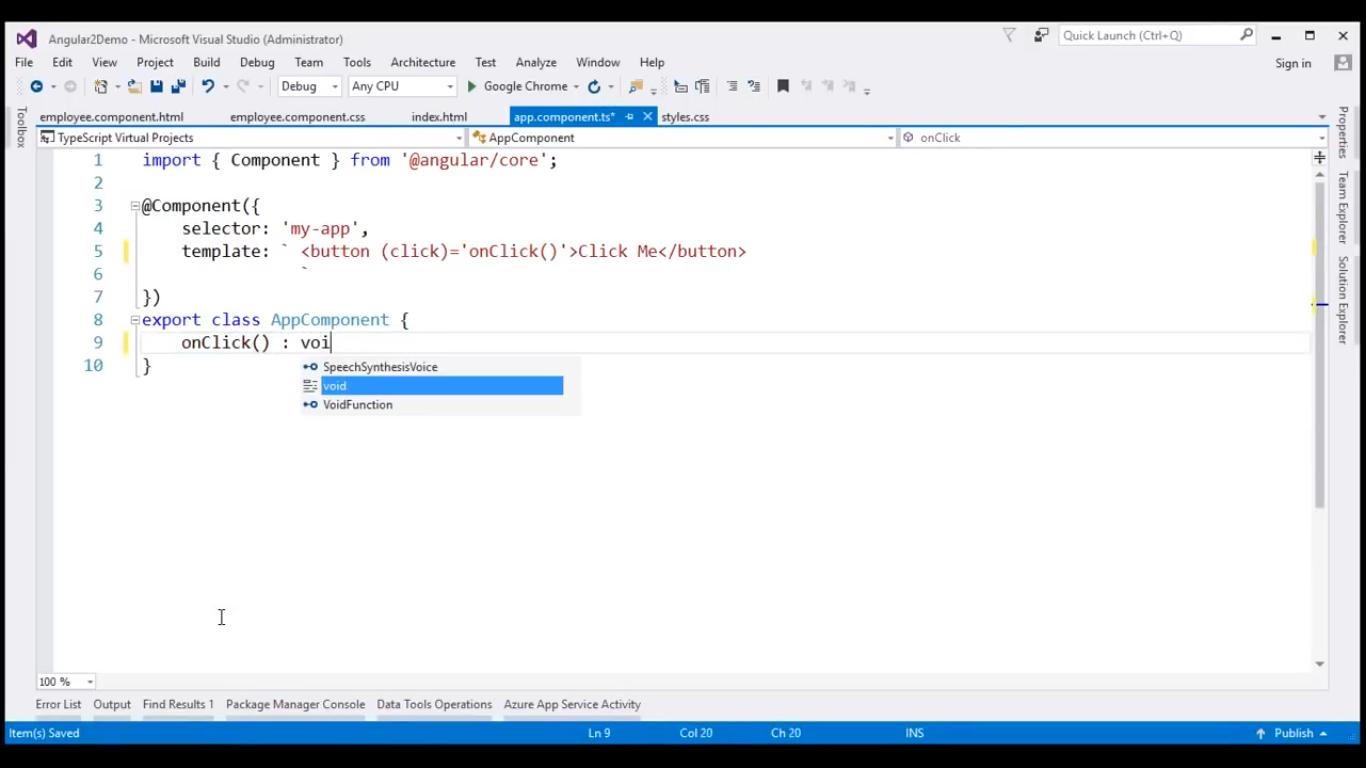 Angular2Demo - Microsoft Visual Studio (Administrator)
Quick Launch (Ctrl+Q)
File Edit View Project Build Debug Team Tools Architecture Test Analyze Window Help
Sign in
Debug Any CPU Google Chrome
employee.component.html employee.component.css index.html app.component.ts* styles.css
TypeScript Virtual Projects AppComponent onClick
Toolbox
Properties
Team Explorer
Solution Explorer
1 import { Component } from '@angular/core';
2
3 @Component({
4 selector: 'my-app',
5 template: ` <button (click)='onClick()'>Click Me</button>
6 `
7 })
8 export class AppComponent {
9 onClick() : voi
10 }
SpeechSynthesisVoice
void
VoidFunction
100 %
Error List Output Find Results 1 Package Manager Console Data Tools Operations Azure App Service Activity
Item(s) Saved Ln 9 Col 20 Ch 20 INS Publish